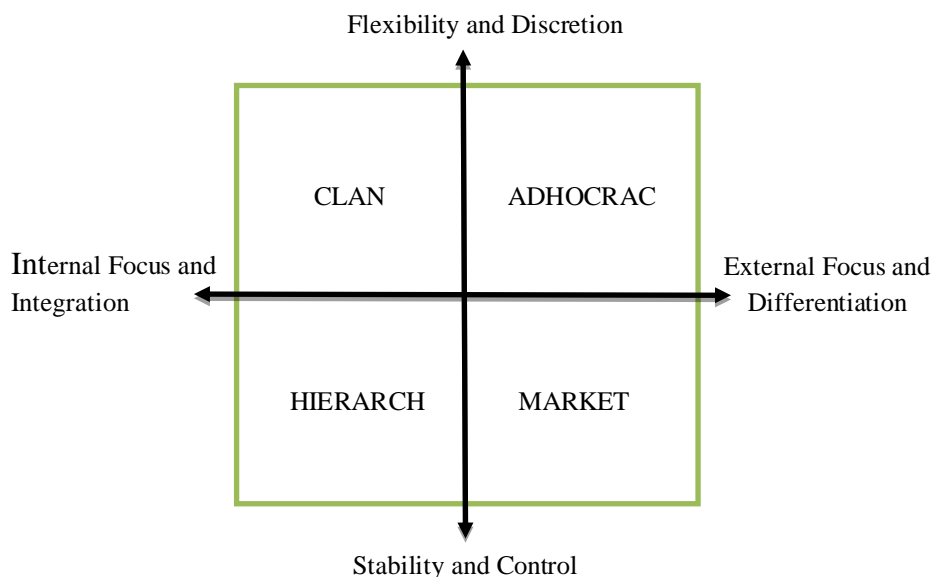 Flexibility and Discretion
CLAN
ADHOCRAC
Internal Focus and
Integration
External Focus and
Differentiation
HIERARCH
MARKET
Stability and Control